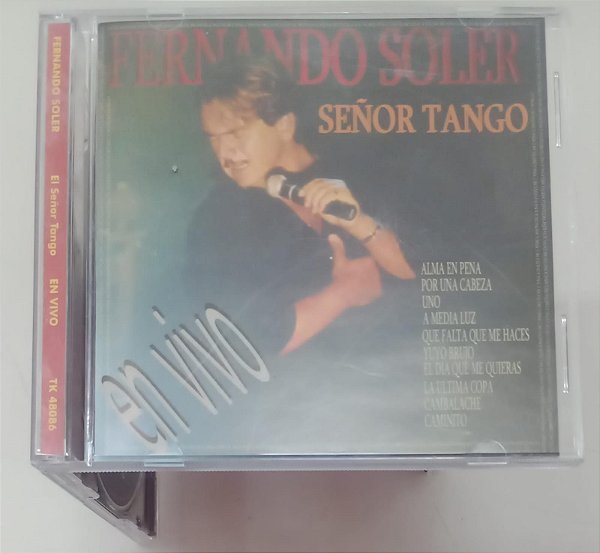 FERNANDO SOLER El Señor Tango EN VIVO TK 48086
FERNANDO SOLER
SEÑOR TANGO
ALMA EN PENA
POR UNA CABEZA
UNO
A MEDIA LUZ
QUE FALTA QUE ME HACES
YUYO BRUJO
EL DIA QUE ME QUIERAS
LA ULTIMA COPA
CAMBALACHE
CAMINITO
en vivo